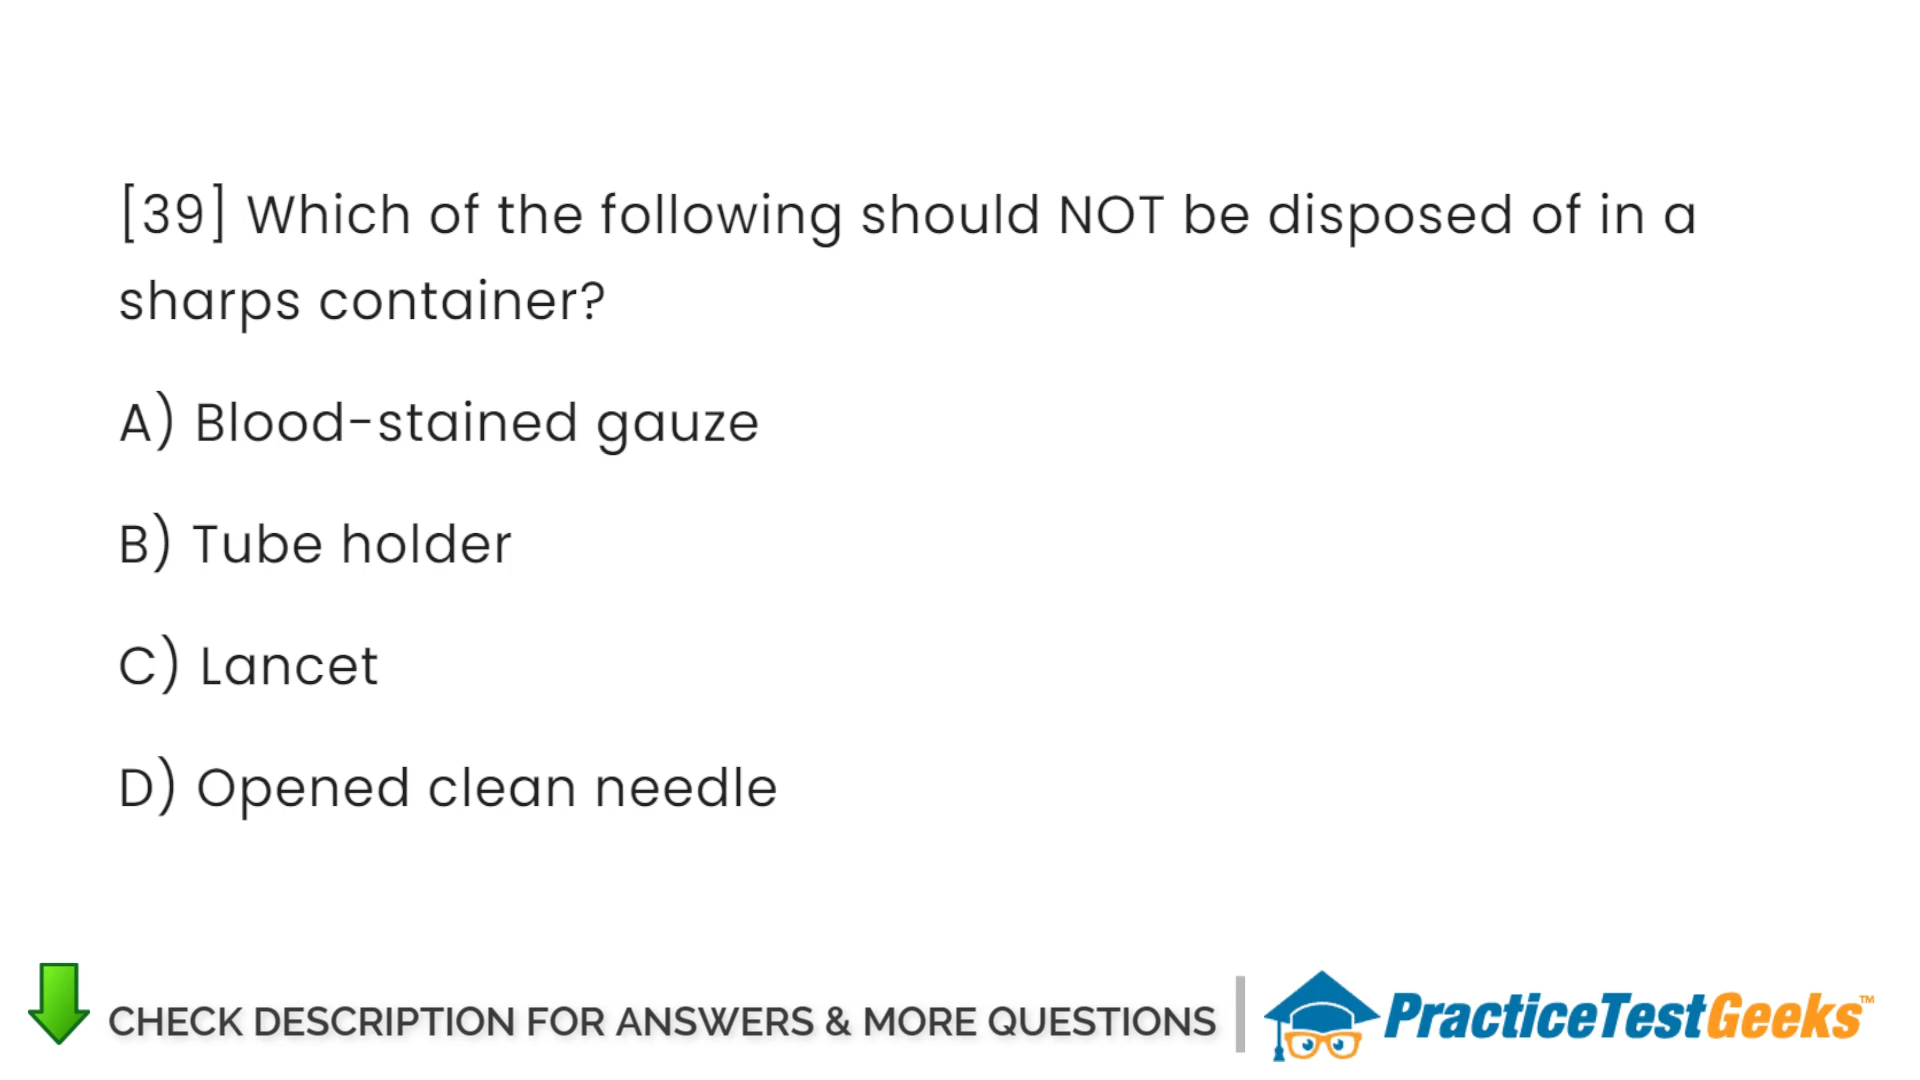 [39] Which of the following should NOT be disposed of in a
sharps container?
A) Blood-stained gauze
B) Tube holder
C) Lancet
D) Opened clean needle
CHECK DESCRIPTION FOR ANSWERS & MORE QUESTIONS
PracticeTestGeeks™